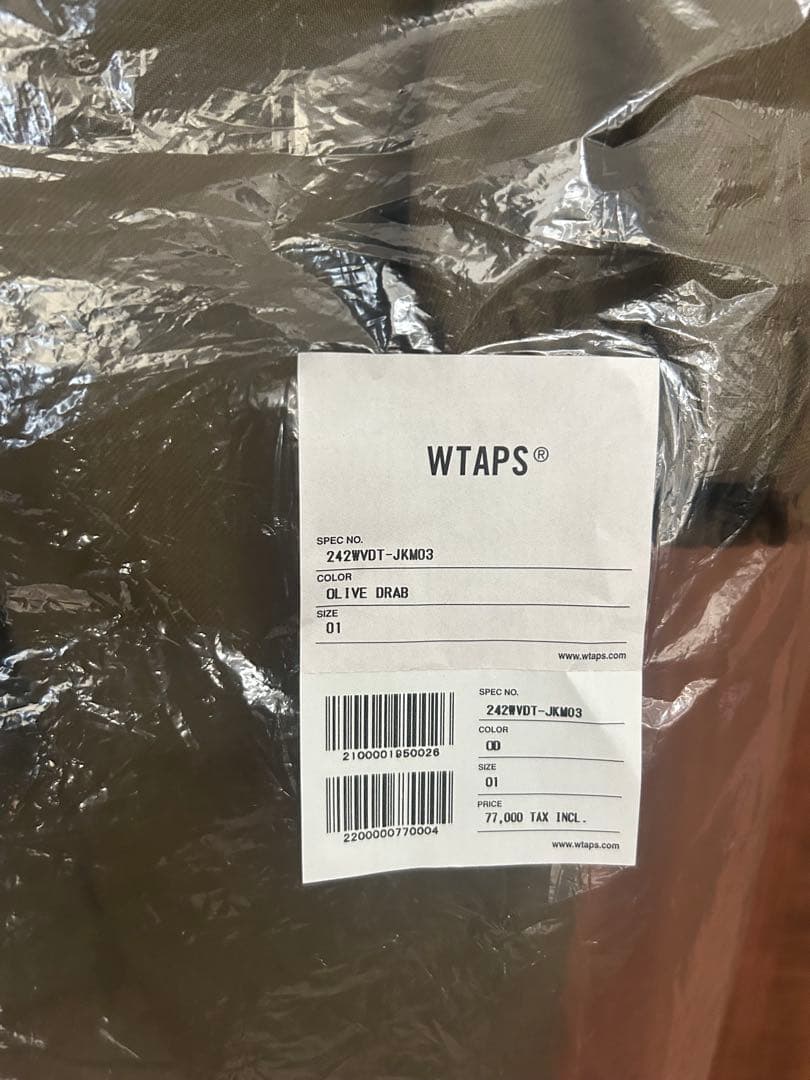 WTAPS®
SPEC NO.
242WVDT-JKM03
COLOR
OLIVE DRAB
SIZE
01
www.wtaps.com
2100001950026
2200000770004
SPEC NO.
242WVDT-JKM03
COLOR
OD
SIZE
01
PRICE
77,000 TAX INCL.
www.wtaps.com